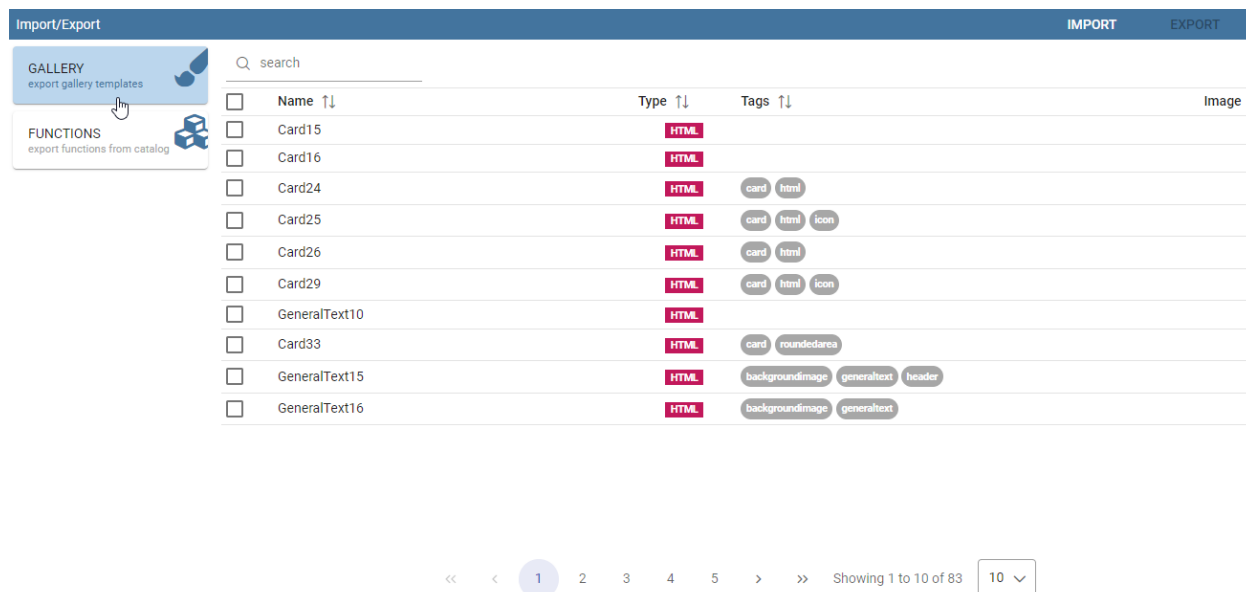 Import/Export IMPORT EXPORT
GALLERY
export gallery templates
FUNCTIONS
export functions from catalog
search
Name Type Tags Image
Card15 HTML
Card16 HTML
Card24 HTML card html
Card25 HTML card html icon
Card26 HTML card html
Card29 HTML card html icon
GeneralText10 HTML
Card33 HTML card roundedarea
GeneralText15 HTML backgroundimage generaltext header
GeneralText16 HTML backgroundimage generaltext
« ‹ 1 2 3 4 5 › » Showing 1 to 10 of 83 10